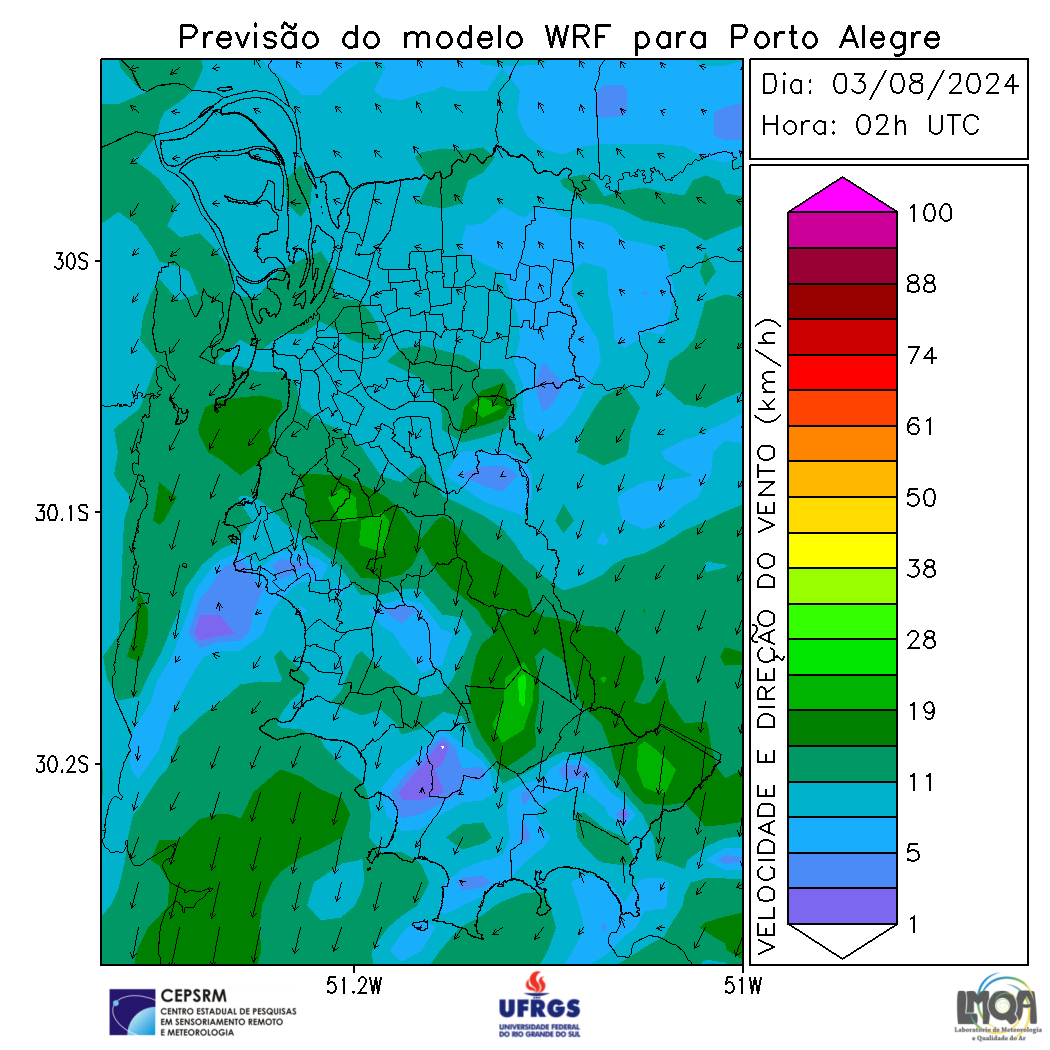 Previsão do modelo WRF para Porto Alegre
Dia: 03/08/2024
Hora: 02h UTC
30S
30.1S
30.2S
51.2W
51W
VELOCIDADE E DIREÇÃO DO VENTO (km/h)
100
88
74
61
50
38
28
19
11
5
1
CEPSRM
CENTRO ESTADUAL DE PESQUISAS
EM SENSORIAMENTO REMOTO
E METEOROLOGIA
UFRGS
UNIVERSIDADE FEDERAL
DO RIO GRANDE DO SUL
LMQA
Laboratório de Meteorologia
e Qualidade do Ar